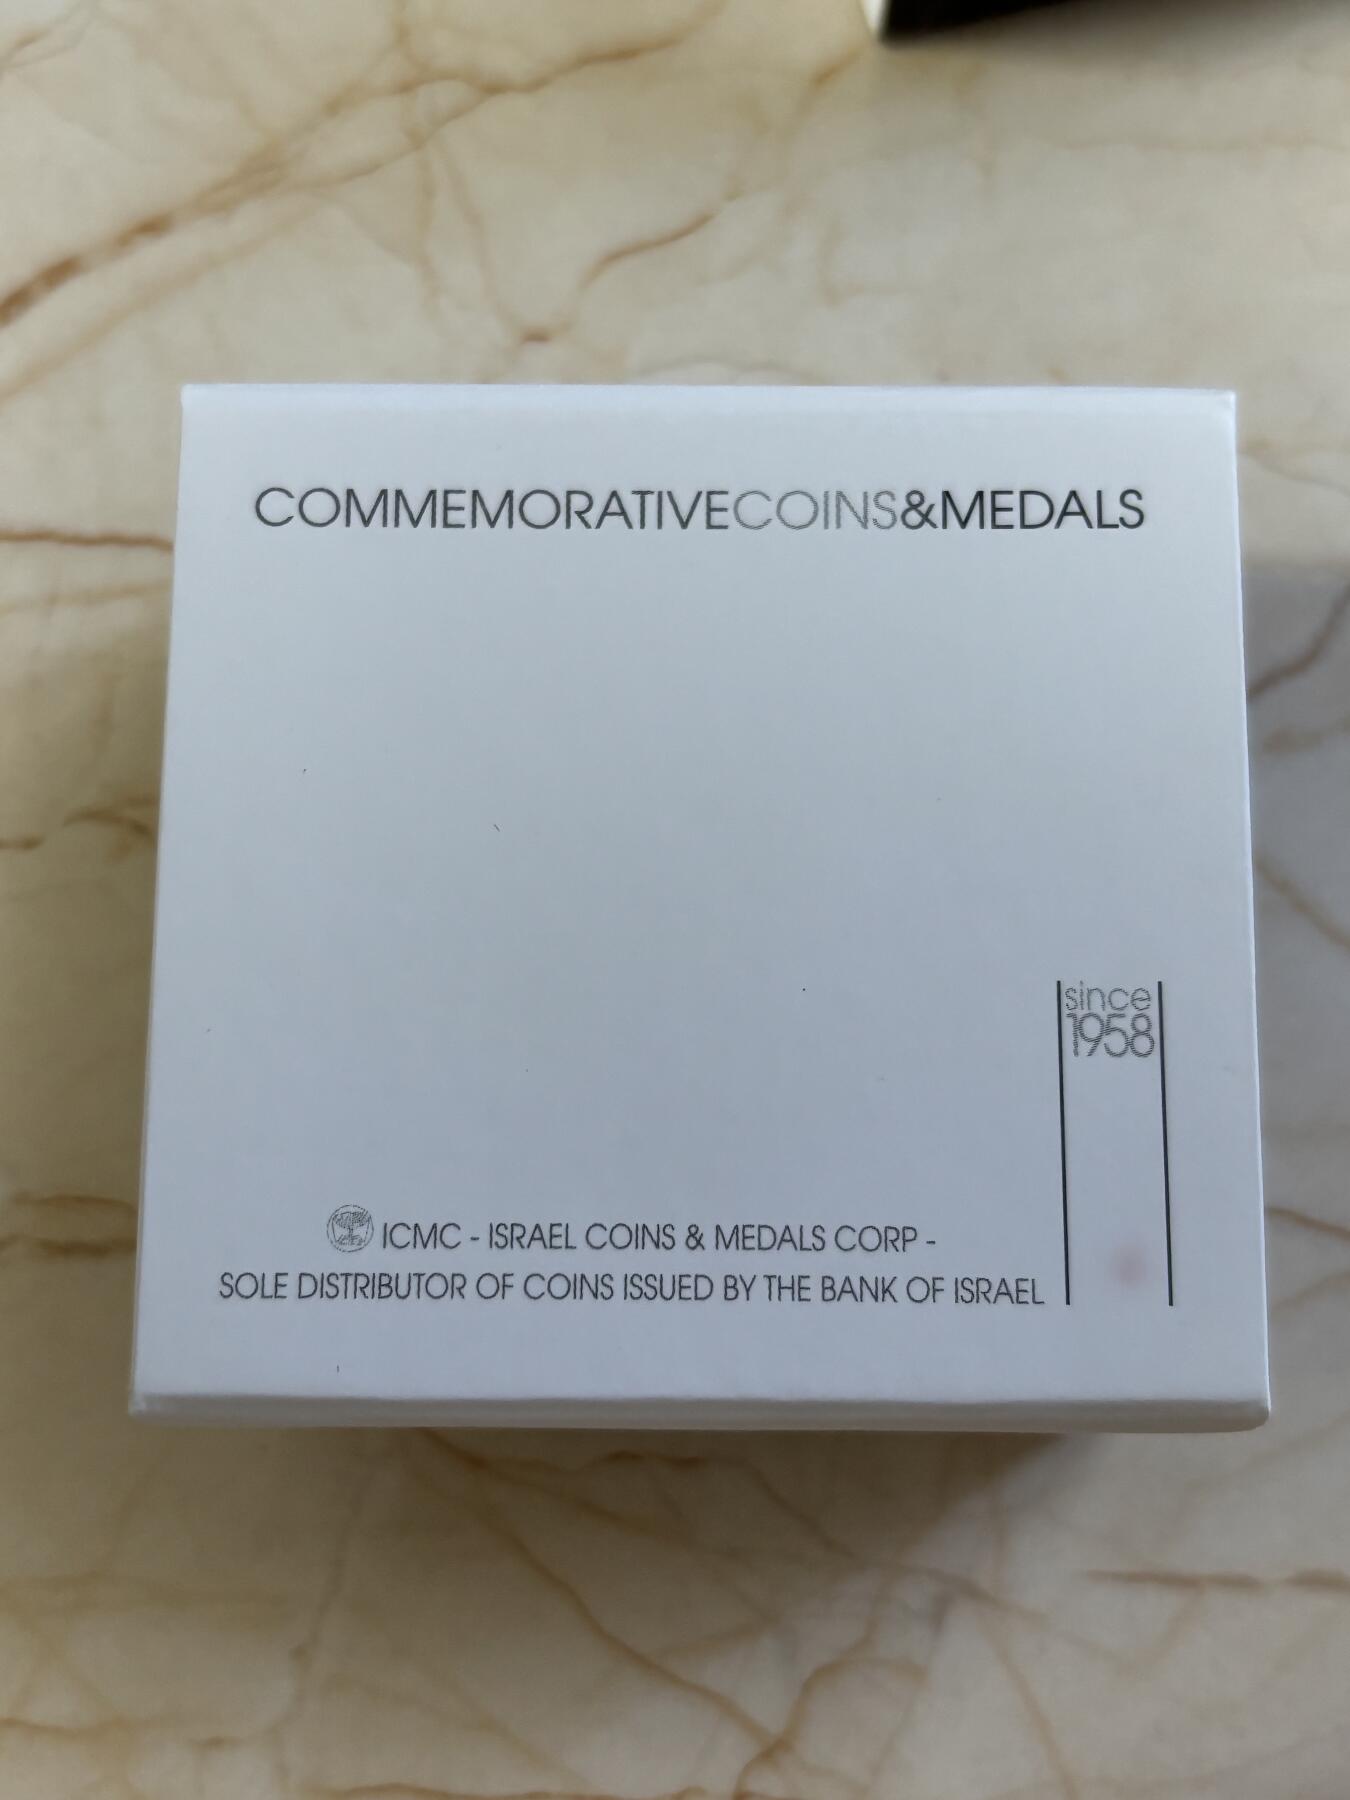 COMMEMORATIVECOINS&MEDALS
since
1958
ICMC - ISRAEL COINS & MEDALS CORP -
SOLE DISTRIBUTOR OF COINS ISSUED BY THE BANK OF ISRAEL